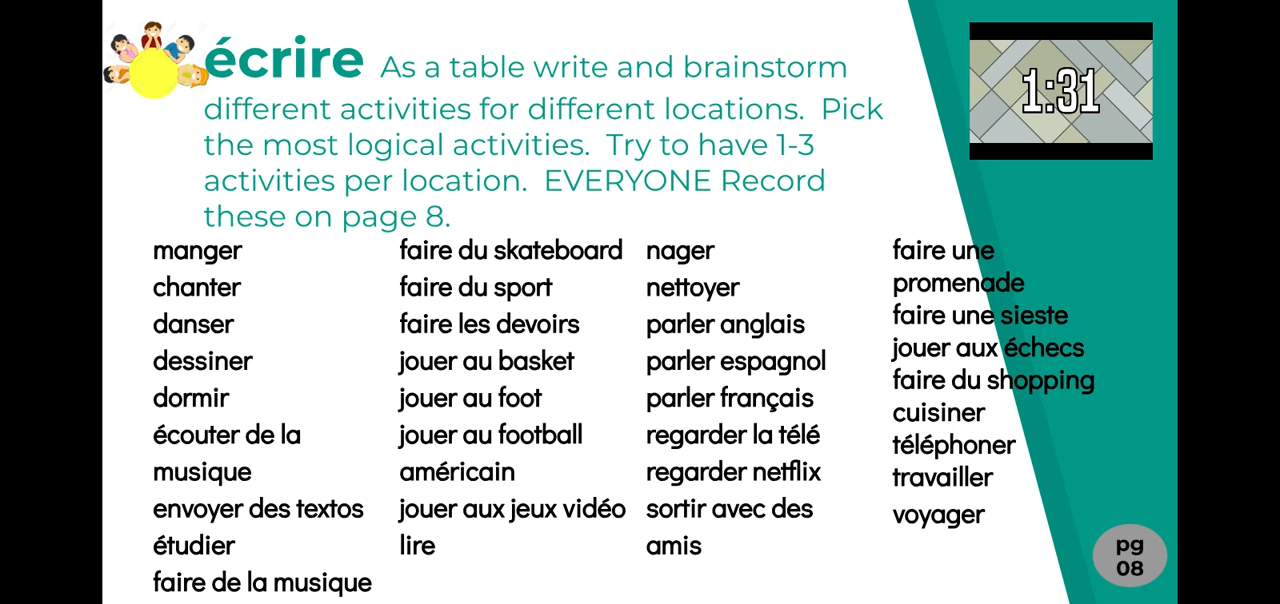 écrire As a table write and brainstorm
different activities for different locations. Pick
the most logical activities. Try to have 1-3
activities per location. EVERYONE Record
these on page 8.
1:31
manger
chanter
danser
dessiner
dormir
écouter de la
musique
envoyer des textos
étudier
faire de la musique
faire du skateboard
faire du sport
faire les devoirs
jouer au basket
jouer au foot
jouer au football
américain
jouer aux jeux vidéo
lire
nager
nettoyer
parler anglais
parler espagnol
parler français
regarder la télé
regarder netflix
sortir avec des
amis
faire une
promenade
faire une sieste
jouer aux échecs
faire du shopping
cuisiner
téléphoner
travailler
voyager
pg
08